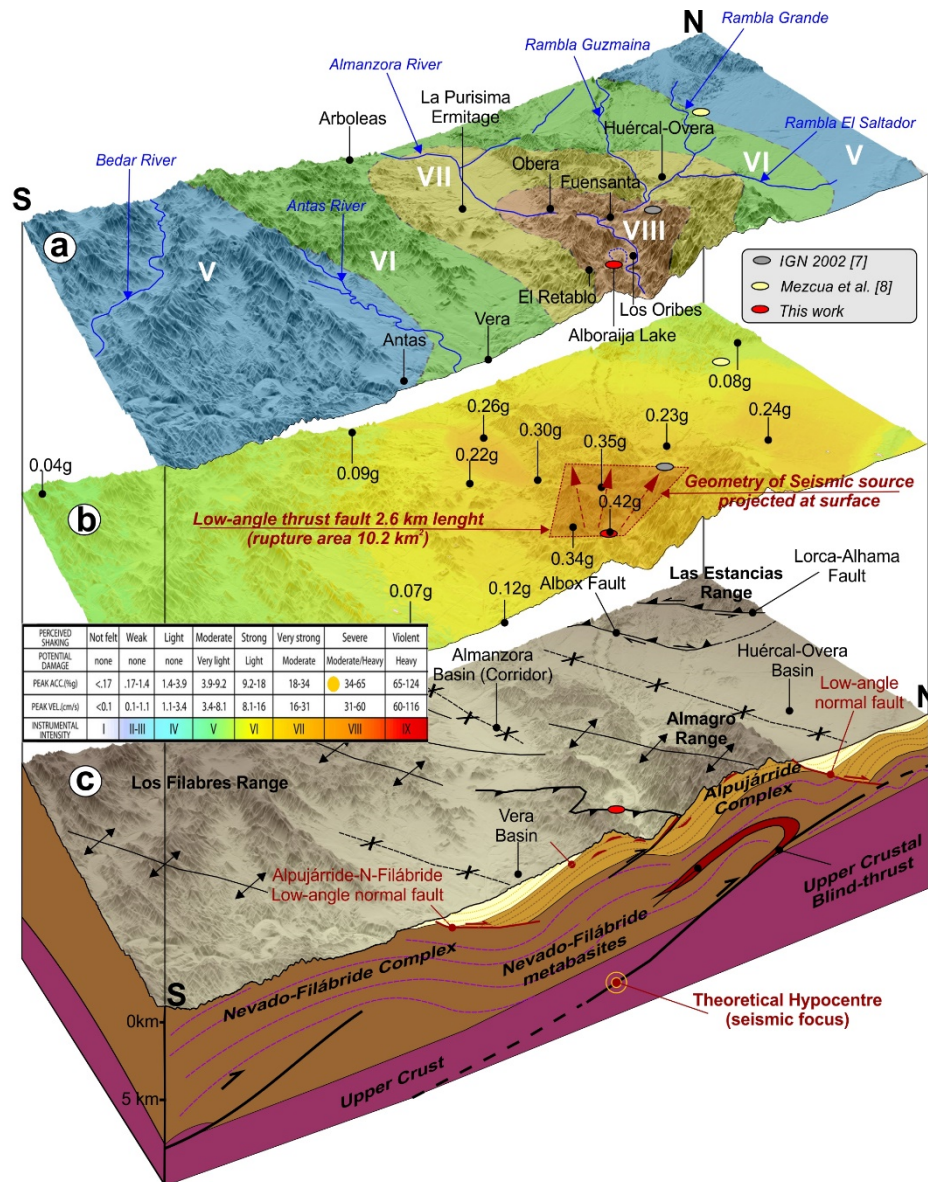 N
Rambla Grande
Rambla Guzmaina
Almanzora River
La Purisima
Ermitage
Arboleas
Huércal-Overa
Rambla El Saltador
Bedar River
Obera
Fuensanta
VII
VI
V
S
Antas River
VIII
a
V
VI
El Retablo
Los Oribes
Alboraija Lake
Vera
Antas
IGN 2002 [7]
Mezcua et al. [8]
This work
0.08g
0.26g
0.30g
0.23g
0.24g
0.35g
0.04g
0.09g
0.22g
0.42g
Geometry of Seismic source
projected at surface
b
Low-angle thrust fault 2.6 km lenght
(rupture area 10.2 km²)
0.34g
0.07g
0.12g
Albox Fault
Las Estancias
Range
Lorca-Alhama
Fault
PERCEIVED SHAKING Not felt Weak Light Moderate Strong Very strong Severe Violent
POTENTIAL DAMAGE none none none Very light Light Moderate Moderate/Heavy Heavy
PEAK ACC.(%g) <.17 .17-1.4 1.4-3.9 3.9-9.2 9.2-18 18-34 34-65 65-124
PEAK VEL.(cm/s) <0.1 0.1-1.1 1.1-3.4 3.4-8.1 8.1-16 16-31 31-60 60-116
INSTRUMENTAL INTENSITY I II-III IV V VI VII VIII IX
Almanzora
Basin (Corridor)
Huércal-Overa
Basin
Low-angle
normal fault
N
Almagro
Range
c
Los Filabres Range
Alpujárride
Complex
Vera
Basin
Alpujárride-N-Filábride
Low-angle normal fault
Upper Crustal
Blind-thrust
Nevado-Filábride Complex
Nevado-Filábride
metabasites
S
0km
Theoretical Hypocentre
(seismic focus)
Upper Crust
5 km